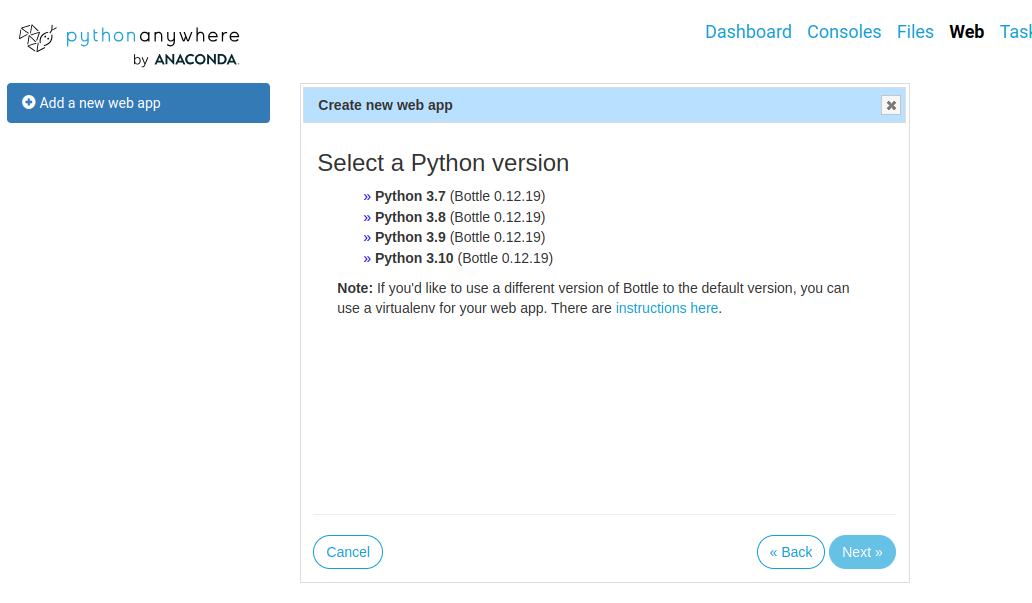 pythonanywhere
by ANACONDA.
Dashboard Consoles Files Web Task
Add a new web app
Create new web app
Select a Python version
» Python 3.7 (Bottle 0.12.19)
» Python 3.8 (Bottle 0.12.19)
» Python 3.9 (Bottle 0.12.19)
» Python 3.10 (Bottle 0.12.19)
Note: If you'd like to use a different version of Bottle to the default version, you can
use a virtualenv for your web app. There are instructions here.
Cancel
« Back Next »